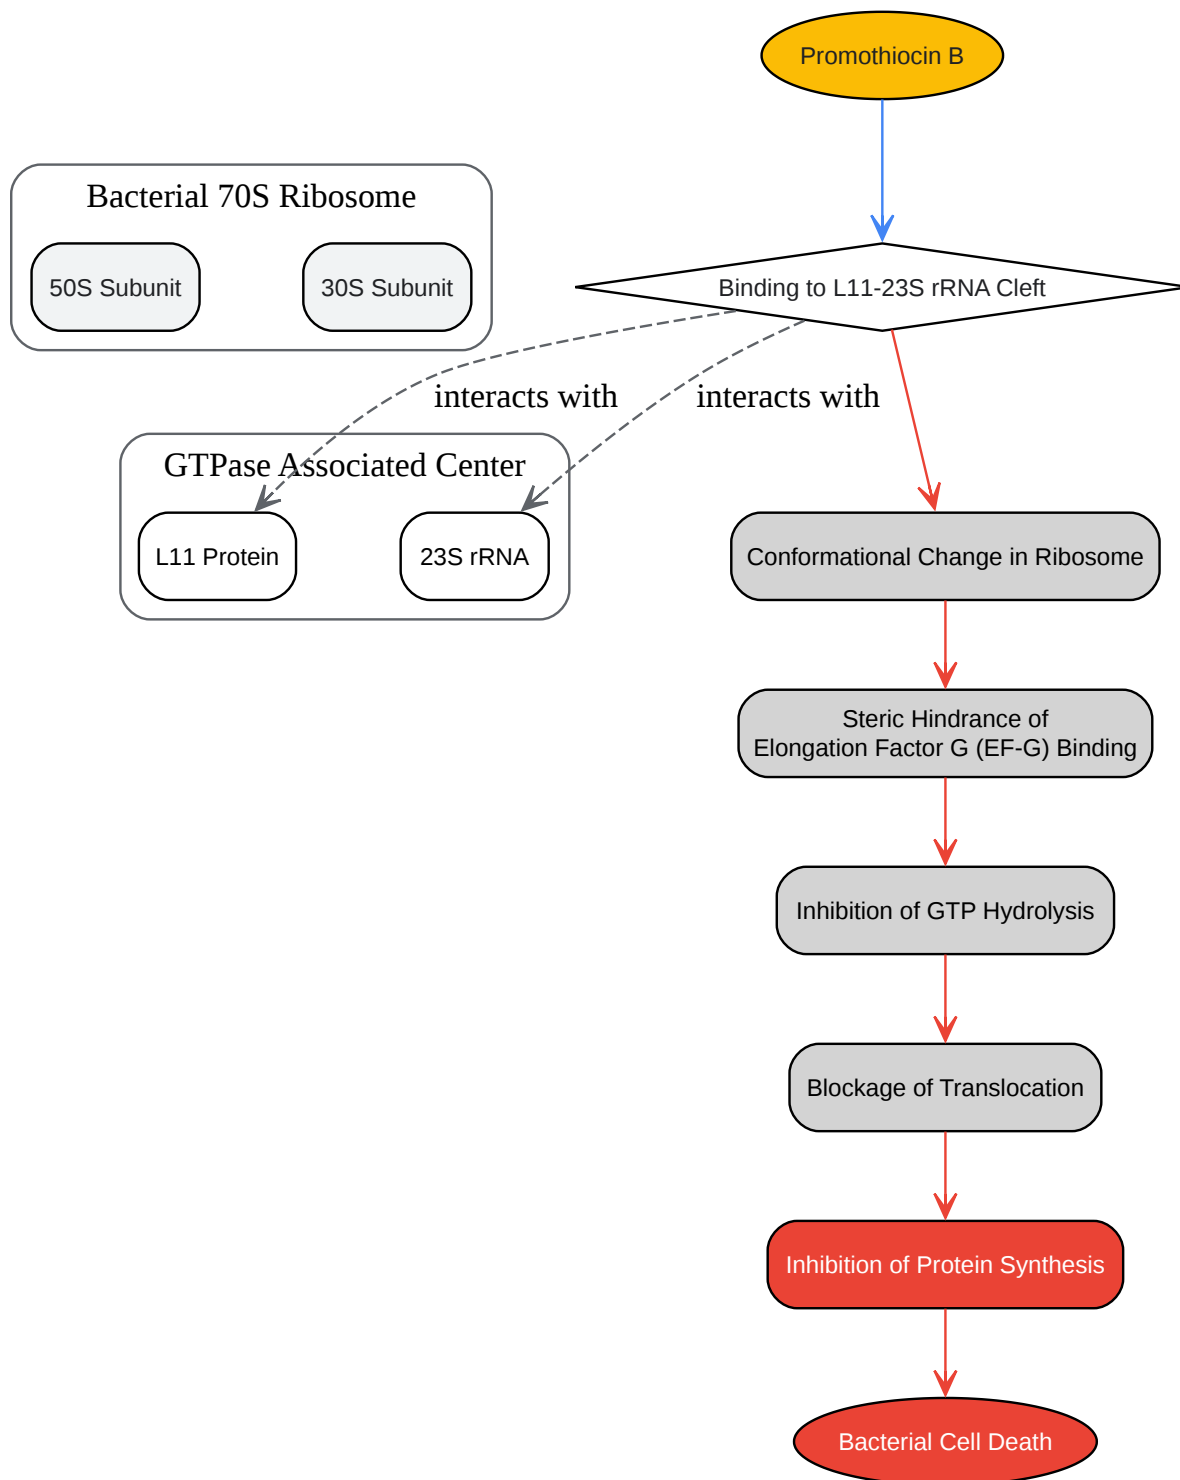 Promothiocin B
Bacterial 70S Ribosome
50S Subunit
30S Subunit
Binding to L11-23S rRNA Cleft
interacts with
interacts with
GTPase Associated Center
L11 Protein
23S rRNA
Conformational Change in Ribosome
Steric Hindrance of
Elongation Factor G (EF-G) Binding
Inhibition of GTP Hydrolysis
Blockage of Translocation
Inhibition of Protein Synthesis
Bacterial Cell Death